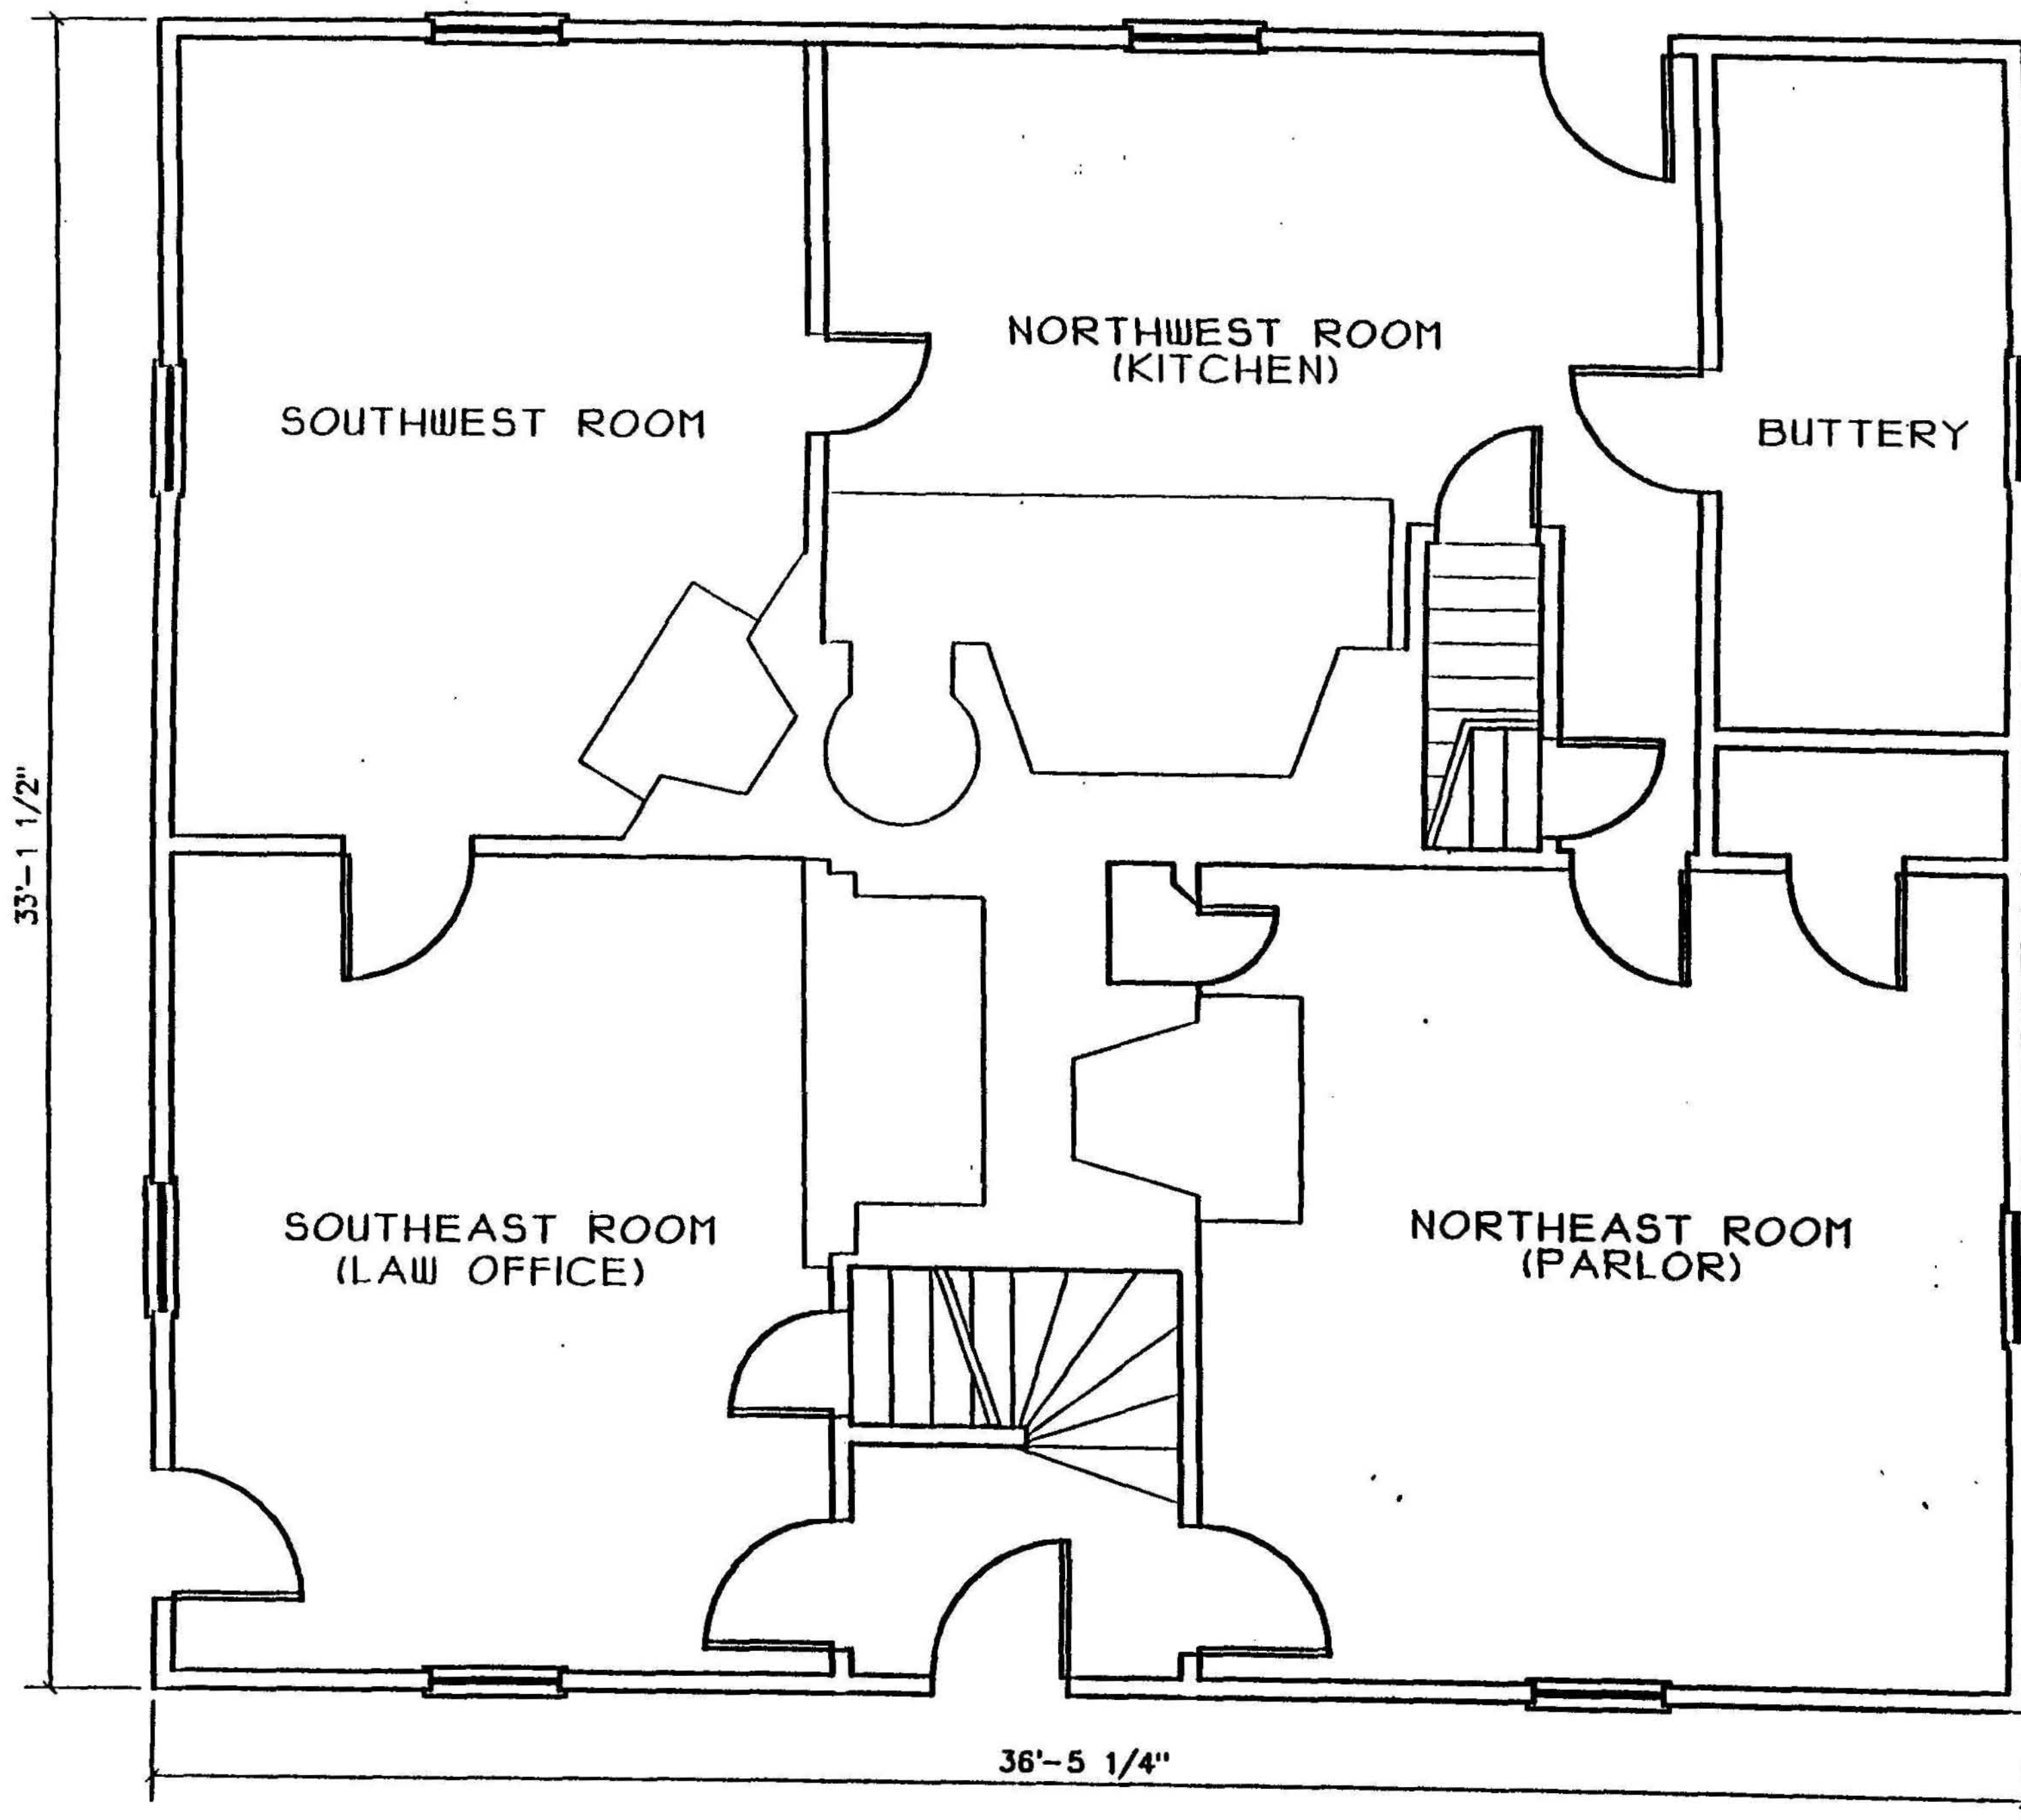 NORTHWEST ROOM
(KITCHEN)
SOUTHWEST ROOM
BUTTERY
33'-1 1/2"
SOUTHEAST ROOM
(LAW OFFICE)
NORTHEAST ROOM
(PARLOR)
36'-5 1/4"